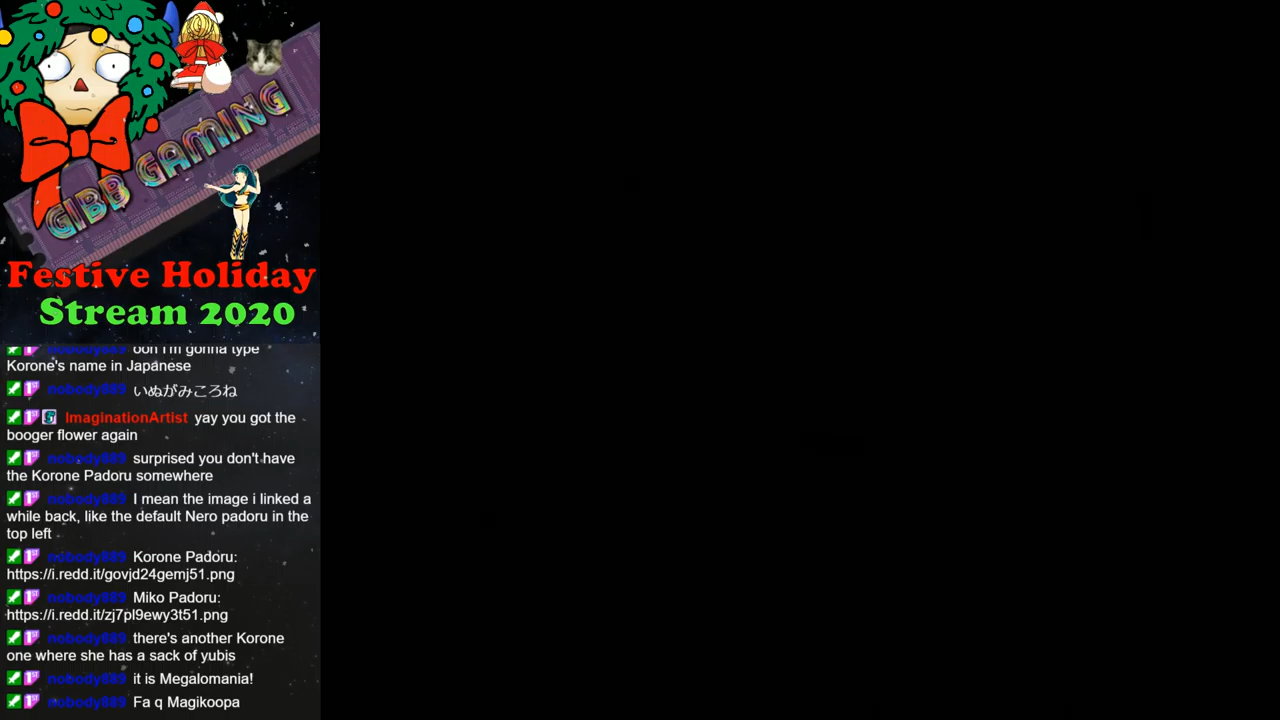 GIBB GAMING
Festive Holiday
Stream 2020
nobody889 ooh I'm gonna type
Korone's name in Japanese
nobody889 いぬがみころね
ImaginationArtist yay you got the
booger flower again
nobody889 surprised you don't have
the Korone Padoru somewhere
nobody889 I mean the image i linked a
while back, like the default Nero padoru in the
top left
nobody889 Korone Padoru:
https://i.redd.it/govjd24gemj51.png
nobody889 Miko Padoru:
https://i.redd.it/zj7pl9ewy3t51.png
nobody889 there's another Korone
one where she has a sack of yubis
nobody889 it is Megalomania!
nobody889 Fa q Magikoopa